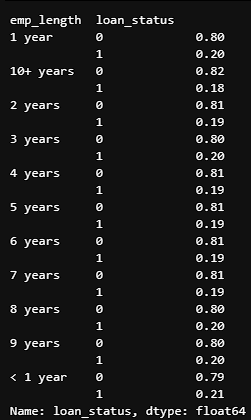 emp_length  loan_status
1 year      0              0.80
            1              0.20
10+ years   0              0.82
            1              0.18
2 years     0              0.81
            1              0.19
3 years     0              0.80
            1              0.20
4 years     0              0.81
            1              0.19
5 years     0              0.81
            1              0.19
6 years     0              0.81
            1              0.19
7 years     0              0.81
            1              0.19
8 years     0              0.80
            1              0.20
9 years     0              0.80
            1              0.20
< 1 year    0              0.79
            1              0.21
Name: loan_status, dtype: float64